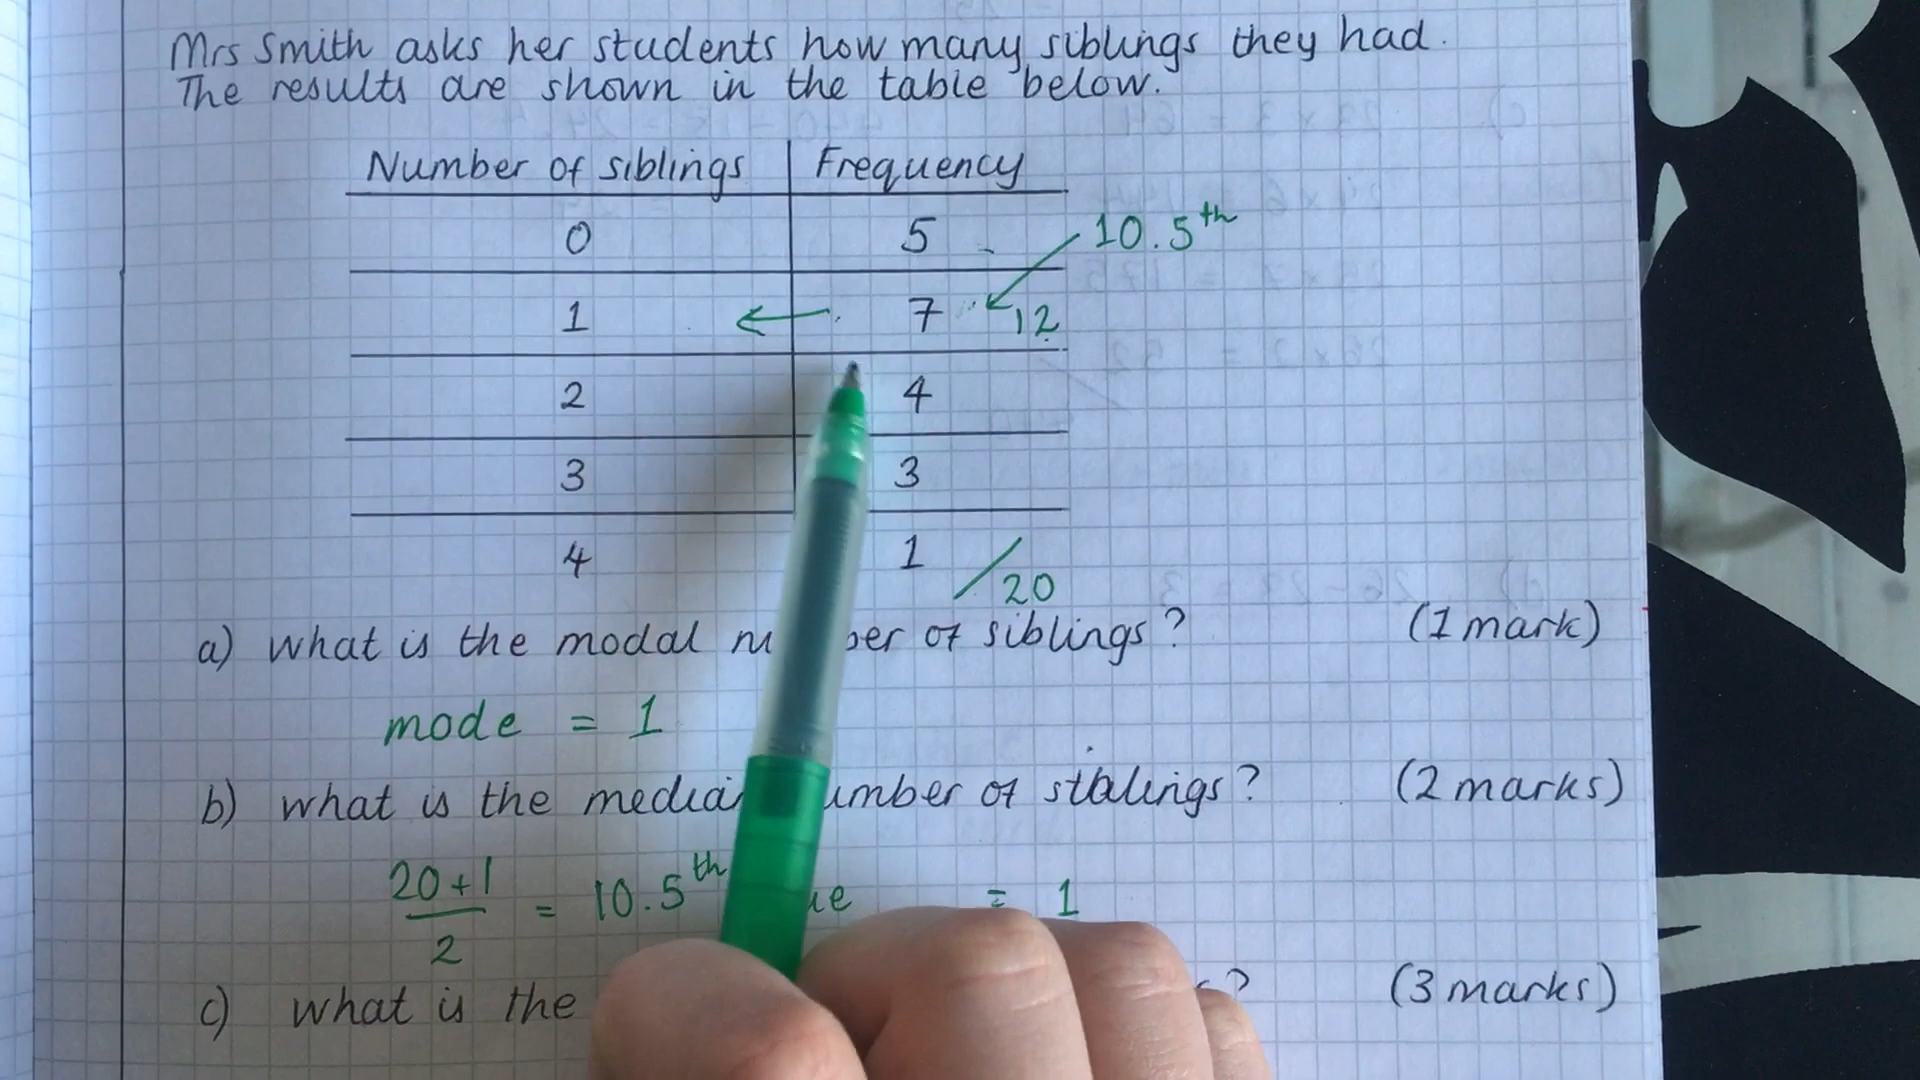 Mrs Smith asks her students how many siblings they had.
The results are shown in the table below.
Number of siblings Frequency
0 5 10.5th
1 7 12
2 4
3 3
4 1 20
a) what is the modal of siblings? (1 mark)
mode = 1
b) what is the of siblings? (2 marks)
20+1 = 10.5th = 1
2
c) what is the ? (3 marks)